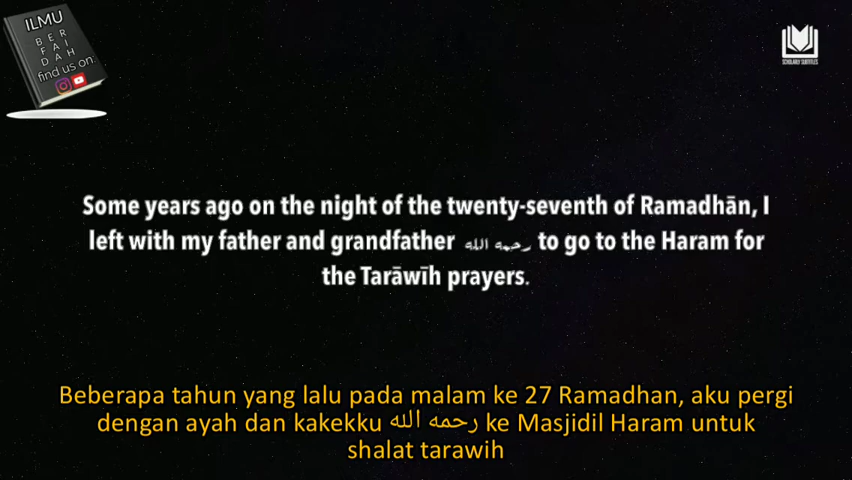 ILMU
BER
FAI
DAH
find us on:
SCHOLARLY SUBTITLES
Some years ago on the night of the twenty-seventh of Ramadhān, I
left with my father and grandfather رحمه الله to go to the Haram for
the Tarāwīh prayers.
Beberapa tahun yang lalu pada malam ke 27 Ramadhan, aku pergi
dengan ayah dan kakekku رحمه الله ke Masjidil Haram untuk
shalat tarawih